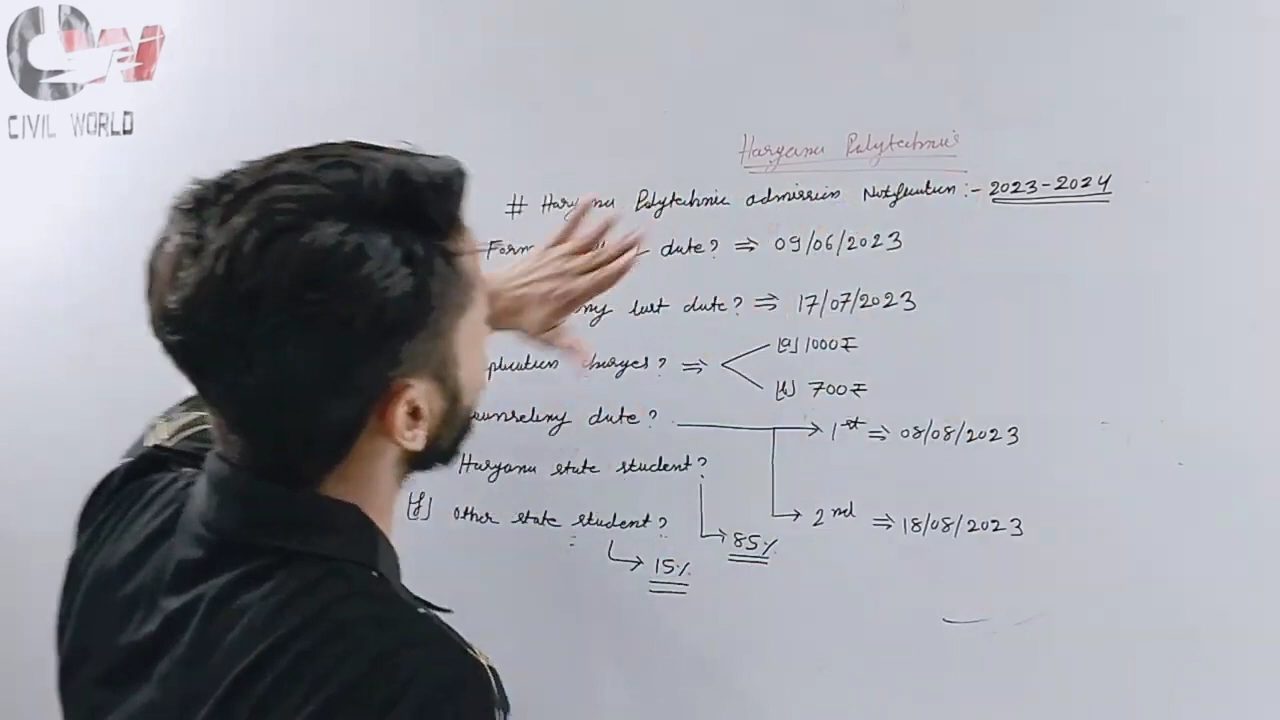 CIVIL WORLD
Haryana Polytechnic
# Haryana Polytechnic admission Notification :- 2023-2024
Form date? ⇒ 09/06/2023
last date? ⇒ 17/07/2023
charges? ⇒ [a] 1000₹
[b] 700₹
date? → 1st ⇒ 08/08/2023
Haryana state student?
2nd ⇒ 18/08/2023
[f] Other state student?
→ 85%
→ 15%